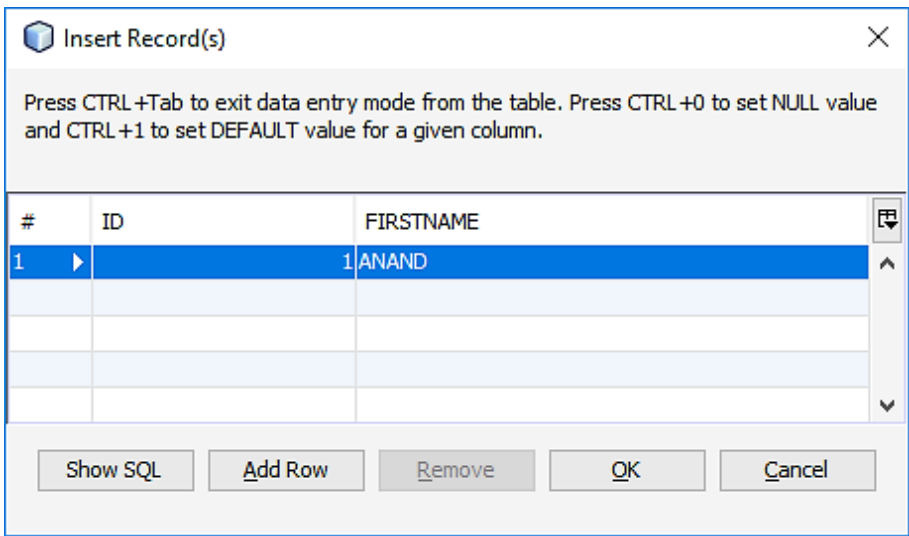 Insert Record(s)
Press CTRL+Tab to exit data entry mode from the table. Press CTRL+0 to set NULL value
and CTRL+1 to set DEFAULT value for a given column.
# ID FIRSTNAME
1 1 ANAND
Show SQL Add Row Remove OK Cancel